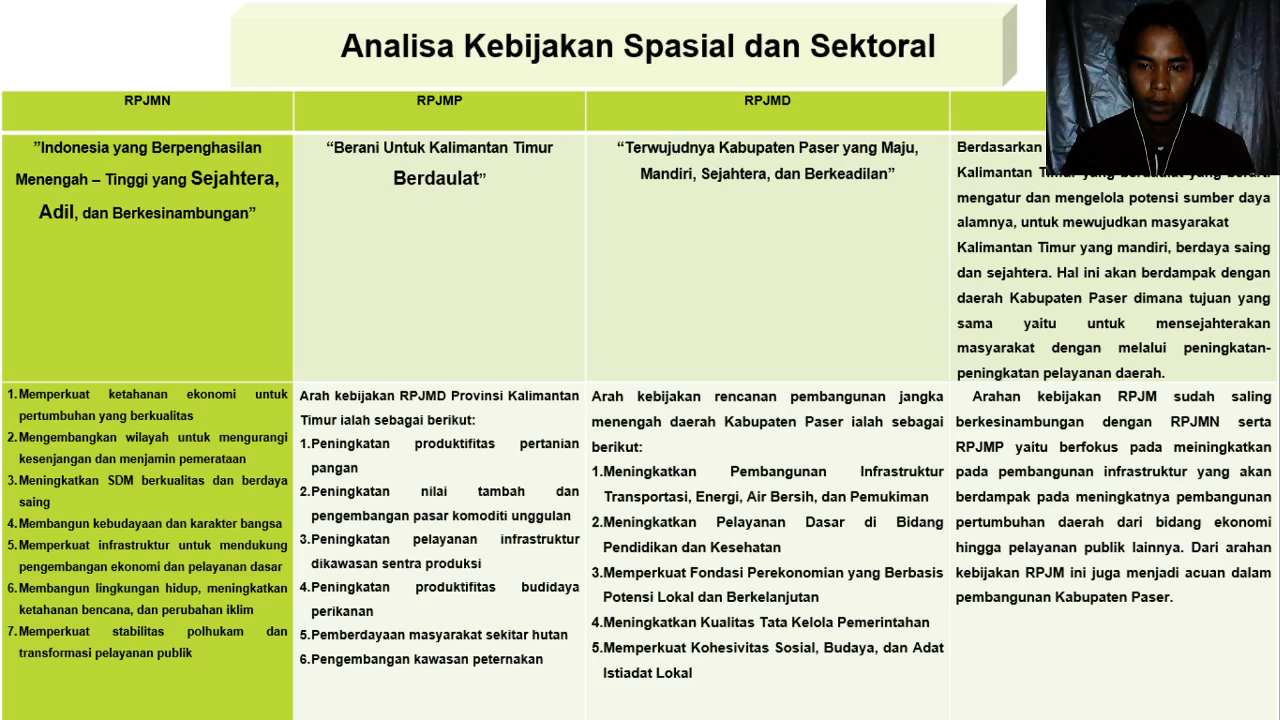 Analisa Kebijakan Spasial dan Sektoral
RPJMN
RPJMP
RPJMD
”Indonesia yang Berpenghasilan
Menengah – Tinggi yang Sejahtera,
Adil, dan Berkesinambungan”
“Berani Untuk Kalimantan Timur
Berdaulat”
“Terwujudnya Kabupaten Paser yang Maju,
Mandiri, Sejahtera, dan Berkeadilan”
Berdasarkan
Kalimantan Timur yang berdaulat yang berarti
mengatur dan mengelola potensi sumber daya
alamnya, untuk mewujudkan masyarakat
Kalimantan Timur yang mandiri, berdaya saing
dan sejahtera. Hal ini akan berdampak dengan
daerah Kabupaten Paser dimana tujuan yang
sama yaitu untuk mensejahterakan
masyarakat dengan melalui peningkatan-
peningkatan pelayanan daerah.
1.Memperkuat ketahanan ekonomi untuk
pertumbuhan yang berkualitas
2.Mengembangkan wilayah untuk mengurangi
kesenjangan dan menjamin pemerataan
3.Meningkatkan SDM berkualitas dan berdaya
saing
4.Membangun kebudayaan dan karakter bangsa
5.Memperkuat infrastruktur untuk mendukung
pengembangan ekonomi dan pelayanan dasar
6.Membangun lingkungan hidup, meningkatkan
ketahanan bencana, dan perubahan iklim
7.Memperkuat stabilitas polhukam dan
transformasi pelayanan publik
Arah kebijakan RPJMD Provinsi Kalimantan
Timur ialah sebagai berikut:
1.Peningkatan produktifitas pertanian
pangan
2.Peningkatan nilai tambah dan
pengembangan pasar komoditi unggulan
3.Peningkatan pelayanan infrastruktur
dikawasan sentra produksi
4.Peningkatan produktifitas budidaya
perikanan
5.Pemberdayaan masyarakat sekitar hutan
6.Pengembangan kawasan peternakan
Arah kebijakan rencanan pembangunan jangka
menengah daerah Kabupaten Paser ialah sebagai
berikut:
1.Meningkatkan Pembangunan Infrastruktur
Transportasi, Energi, Air Bersih, dan Pemukiman
2.Meningkatkan Pelayanan Dasar di Bidang
Pendidikan dan Kesehatan
3.Memperkuat Fondasi Perekonomian yang Berbasis
Potensi Lokal dan Berkelanjutan
4.Meningkatkan Kualitas Tata Kelola Pemerintahan
5.Memperkuat Kohesivitas Sosial, Budaya, dan Adat
Istiadat Lokal
Arahan kebijakan RPJM sudah saling
berkesinambungan dengan RPJMN serta
RPJMP yaitu berfokus pada meiningkatkan
pada pembangunan infrastruktur yang akan
berdampak pada meningkatnya pembangunan
pertumbuhan daerah dari bidang ekonomi
hingga pelayanan publik lainnya. Dari arahan
kebijakan RPJM ini juga menjadi acuan dalam
pembangunan Kabupaten Paser.